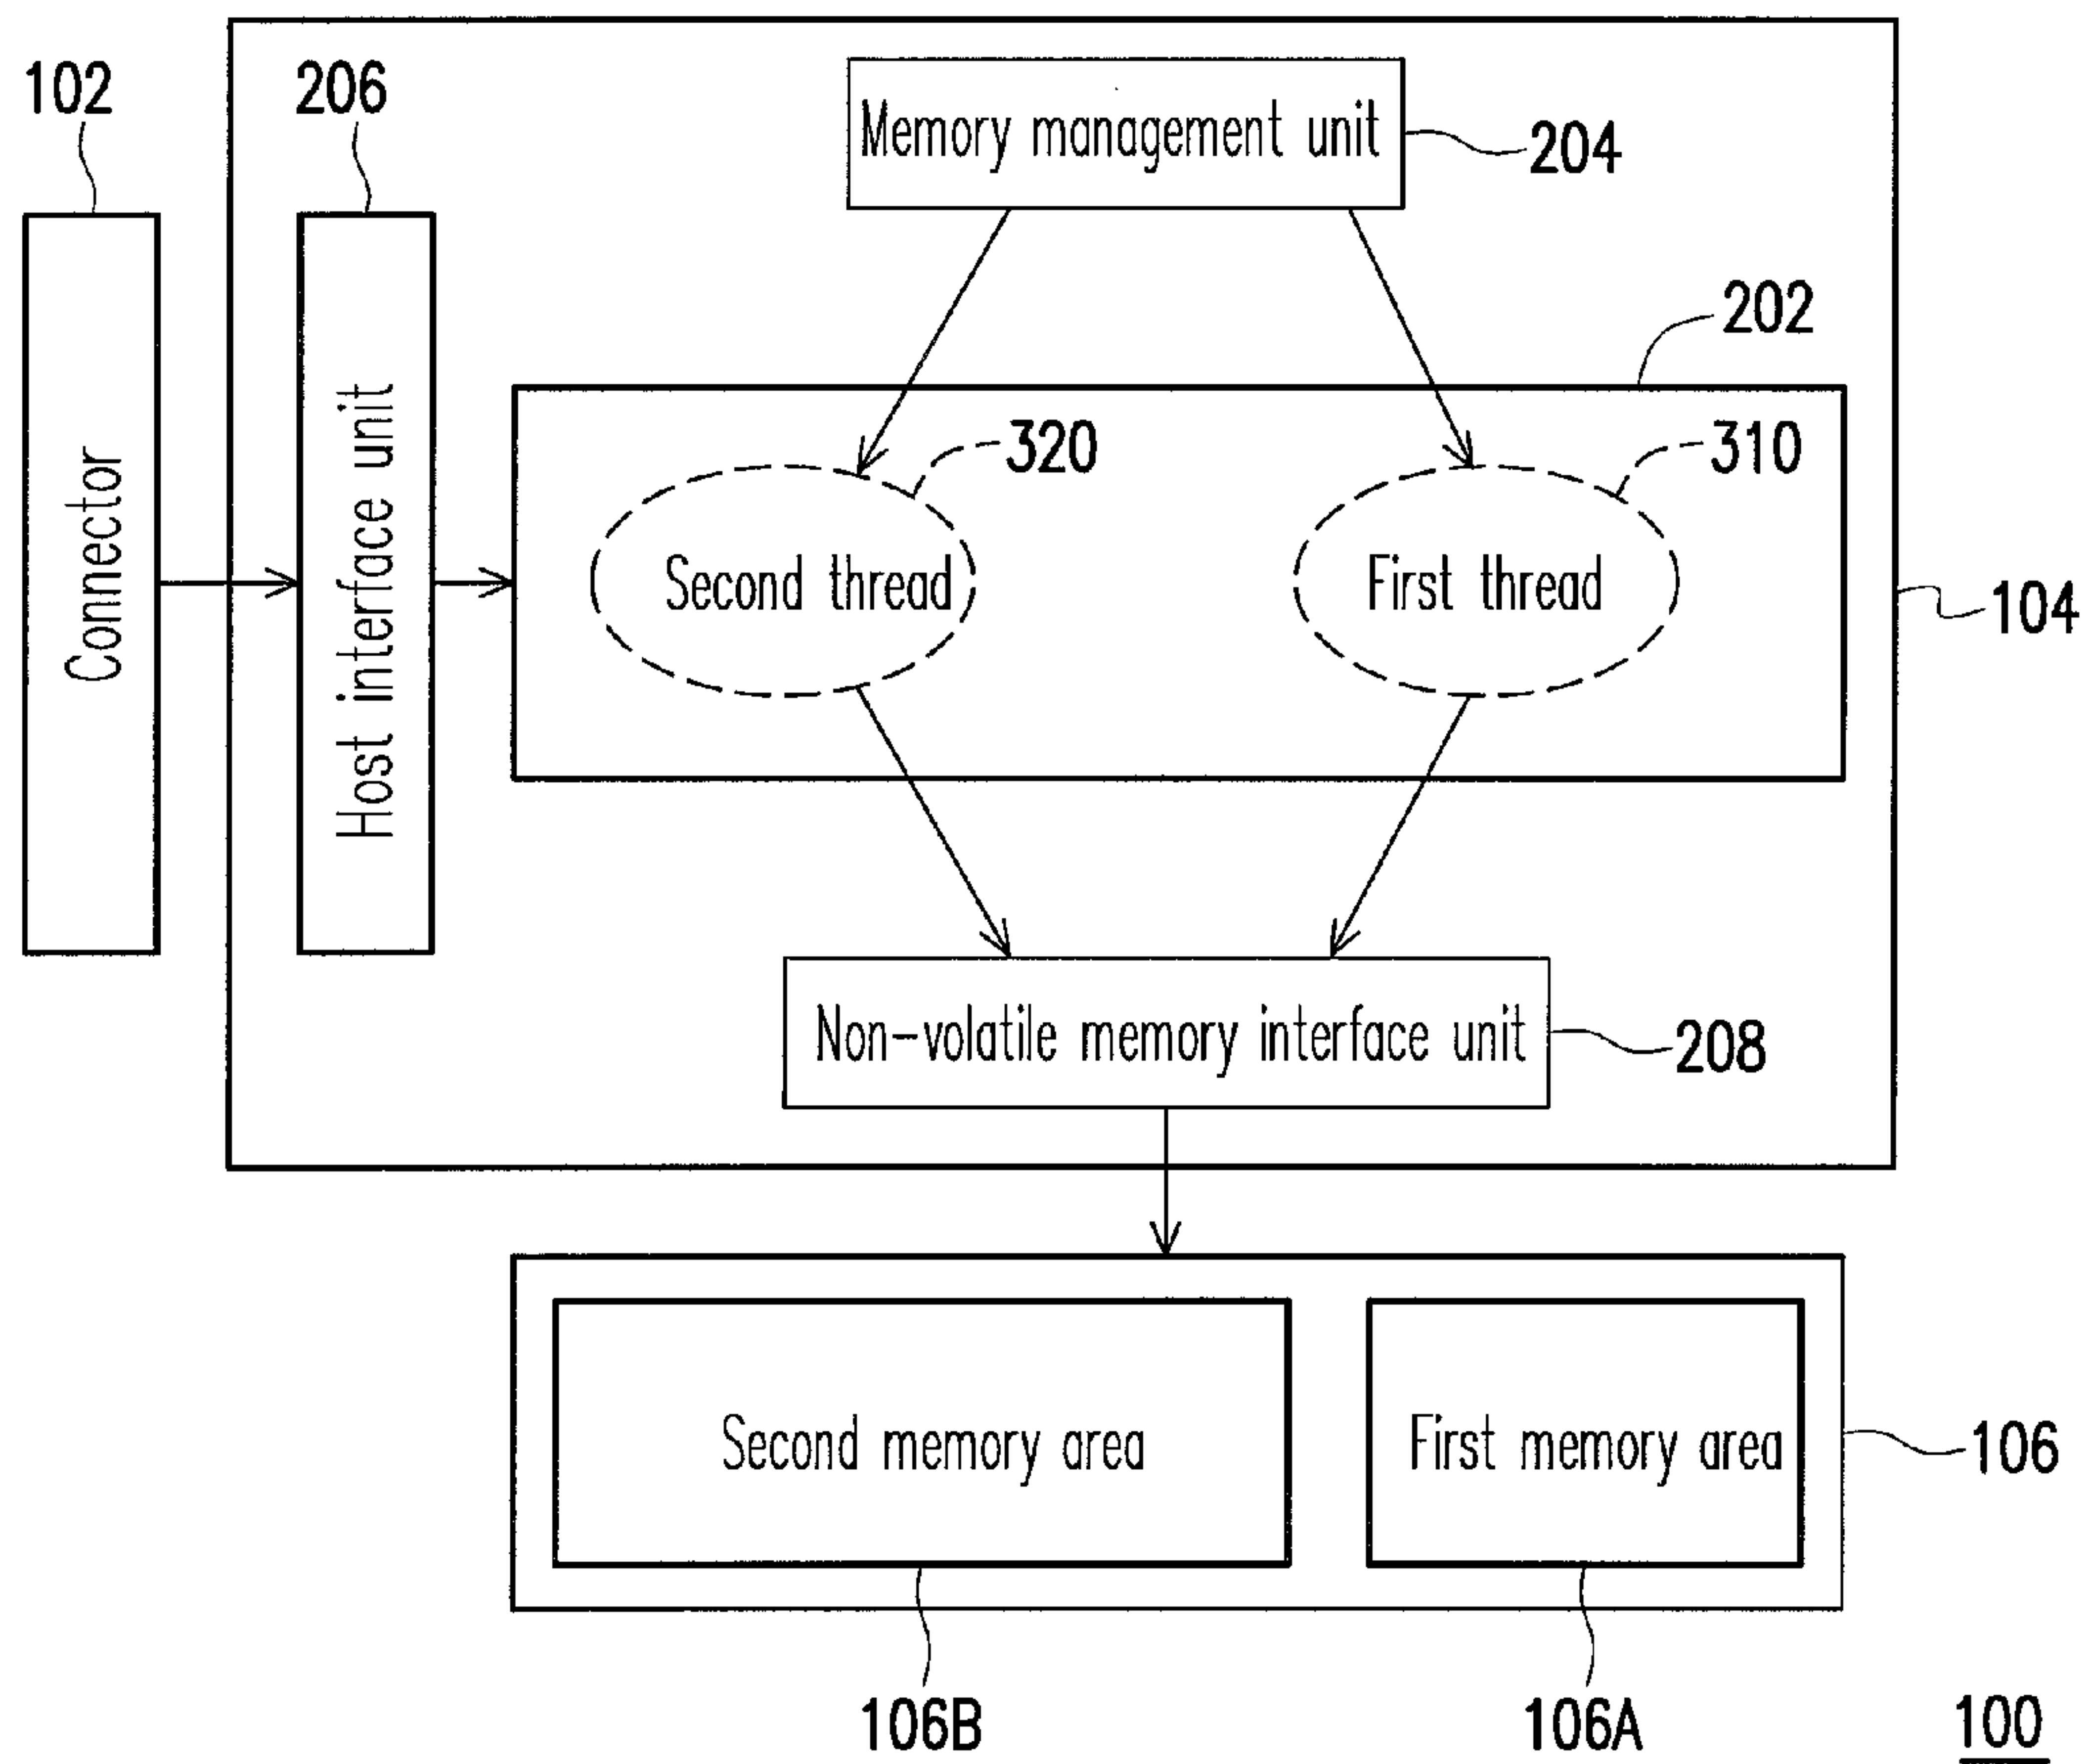 102
206
Memory management unit
204
202
320
310
Connector
Host interface unit
Second thread
First thread
104
Non-volatile memory interface unit
208
Second memory area
First memory area
106
106B
106A
100